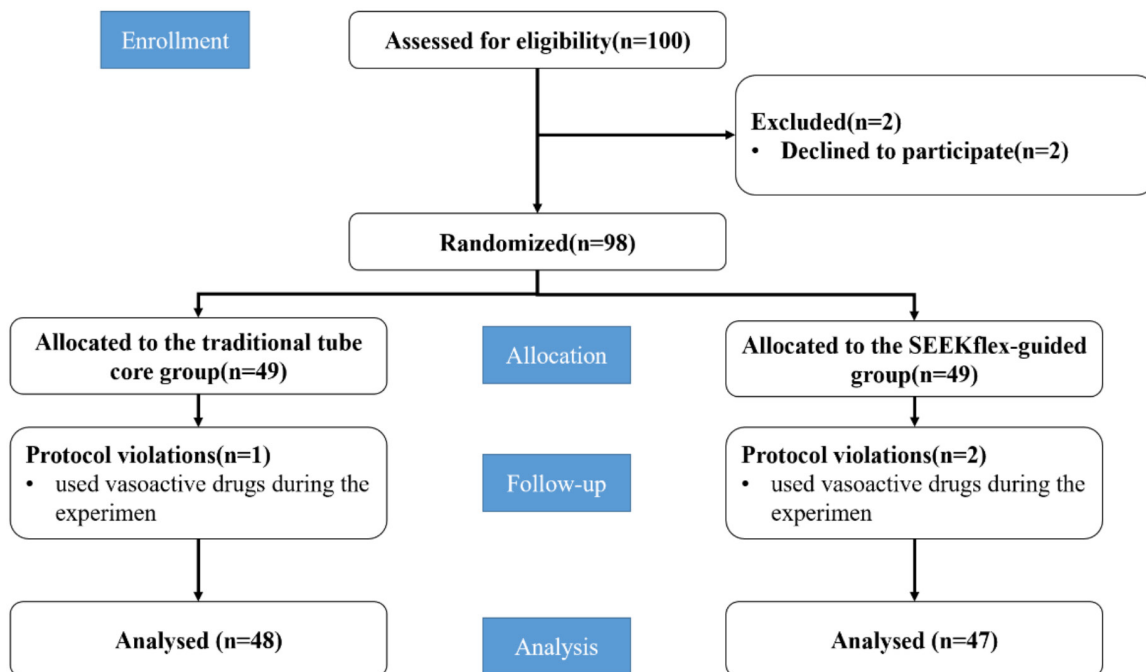 Enrollment
Assessed for eligibility(n=100)
Excluded(n=2)
• Declined to participate(n=2)
Randomized(n=98)
Allocated to the traditional tube
core group(n=49)
Allocation
Allocated to the SEEKflex-guided
group(n=49)
Protocol violations(n=1)
• used vasoactive drugs during the
experimen
Follow-up
Protocol violations(n=2)
• used vasoactive drugs during the
experimen
Analysed (n=48)
Analysis
Analysed (n=47)